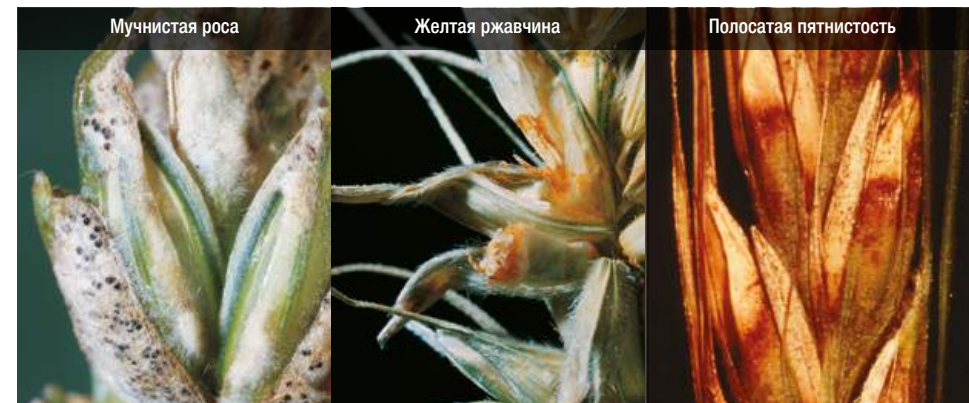 Мучнистая роса
Желтая ржавчина
Полосатая пятнистость